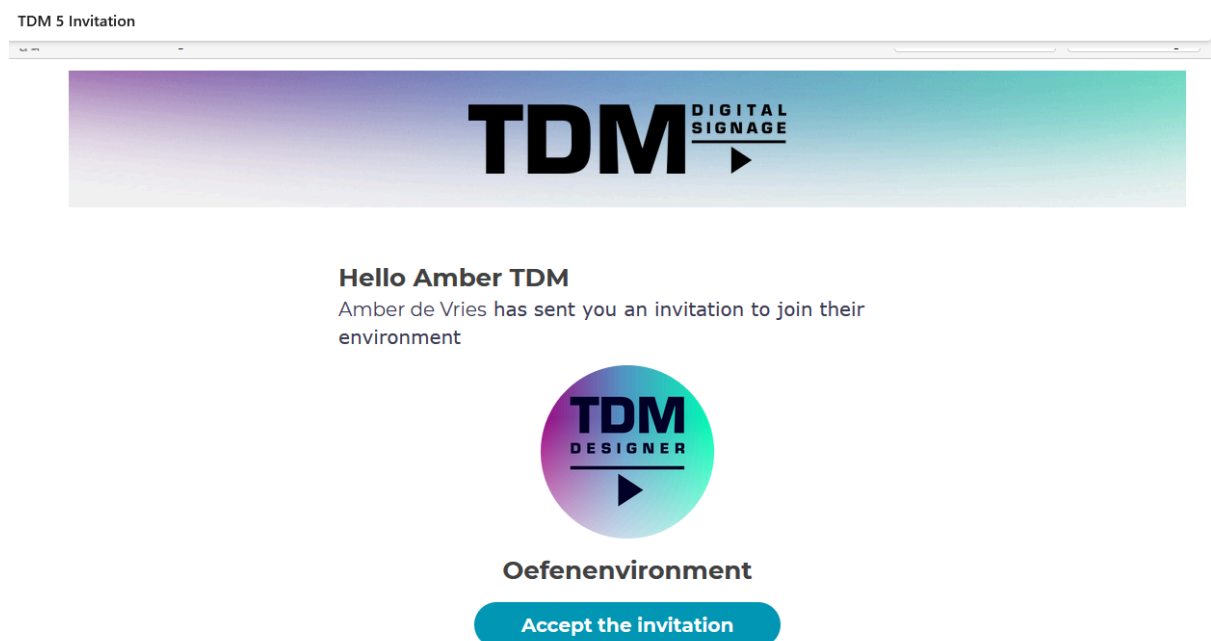 TDM 5 Invitation
TDM DIGITAL
SIGNAGE
Hello Amber TDM
Amber de Vries has sent you an invitation to join their
environment
TDM
DESIGNER
Oefenenvironment
Accept the invitation